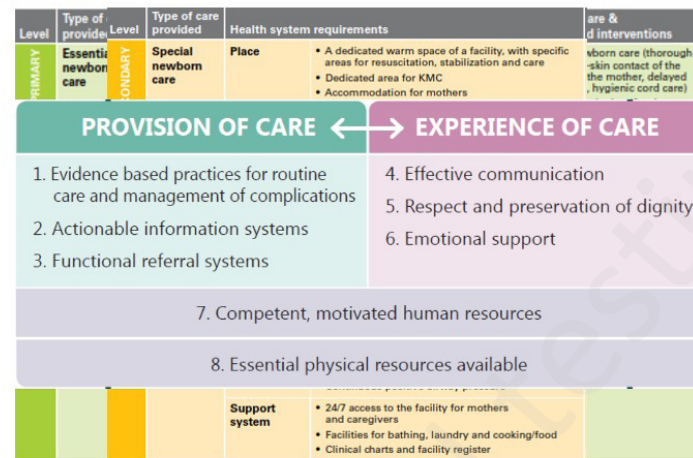 Level
Type of
provided
Level
Type of care
provided
Health system requirements
are &
d interventions
PRIMARY
Essentia
newborn
care
ONDARY
Special
newborn
care
Place
• A dedicated warm space of a facility, with specific
areas for resuscitation, stabilization and care
• Dedicated area for KMC
• Accommodation for mothers
wborn care (thorough
-skin contact of the
the mother, delayed
, hygienic cord care)
PROVISION OF CARE
EXPERIENCE OF CARE
1. Evidence based practices for routine
care and management of complications
2. Actionable information systems
3. Functional referral systems
4. Effective communication
5. Respect and preservation of dignity
6. Emotional support
7. Competent, motivated human resources
8. Essential physical resources available
Support
system
• 24/7 access to the facility for mothers
and caregivers
• Facilities for bathing, laundry and cooking/food
• Clinical charts and facility register